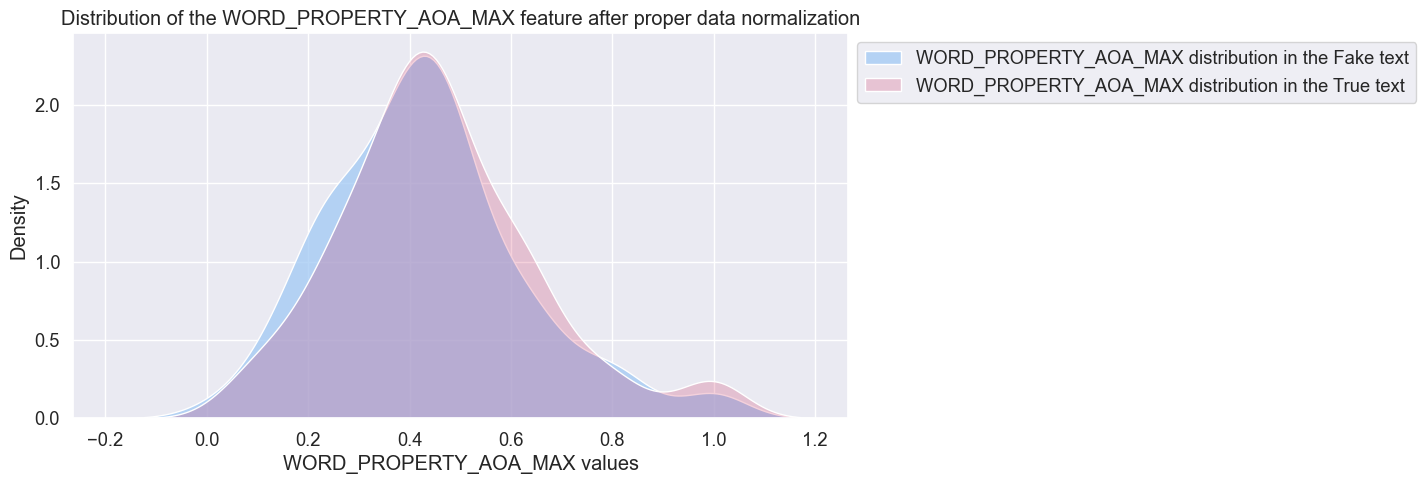 Distribution of the WORD_PROPERTY_AOA_MAX feature after proper data normalization
WORD_PROPERTY_AOA_MAX distribution in the Fake text
WORD_PROPERTY_AOA_MAX distribution in the True text
Density
2.0
1.5
1.0
0.5
0.0
−0.2 0.0 0.2 0.4 0.6 0.8 1.0 1.2
WORD_PROPERTY_AOA_MAX values